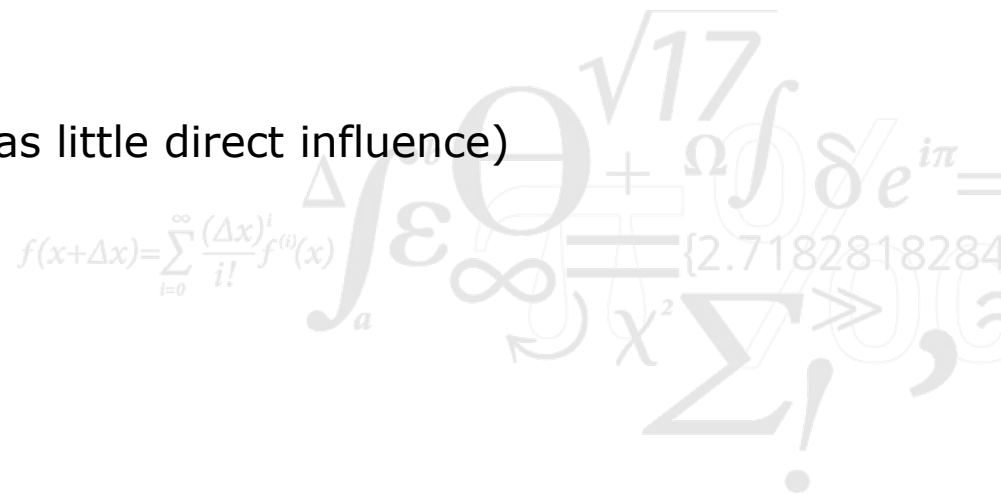 as little direct influence)
√17
Δ ∫ ε Θ + Ω ∫ δ e^{iπ} =
f(x+Δx)=∑_{i=0}^{∞} (Δx)^i / i! f^{(i)}(x)
a ∞ = {2.7182818284
χ² Σ ! ≫ ,